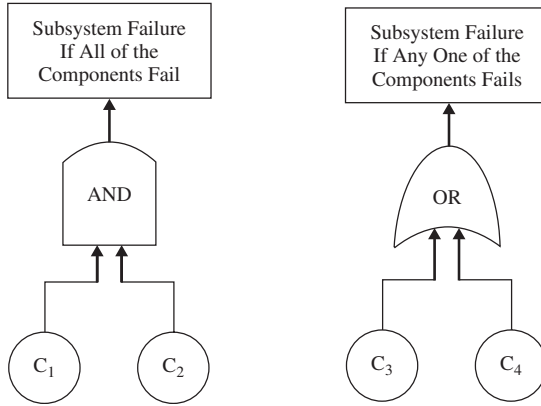 Subsystem Failure
If All of the
Components Fail
AND
C₁
C₂
Subsystem Failure
If Any One of the
Components Fails
OR
C₃
C₄